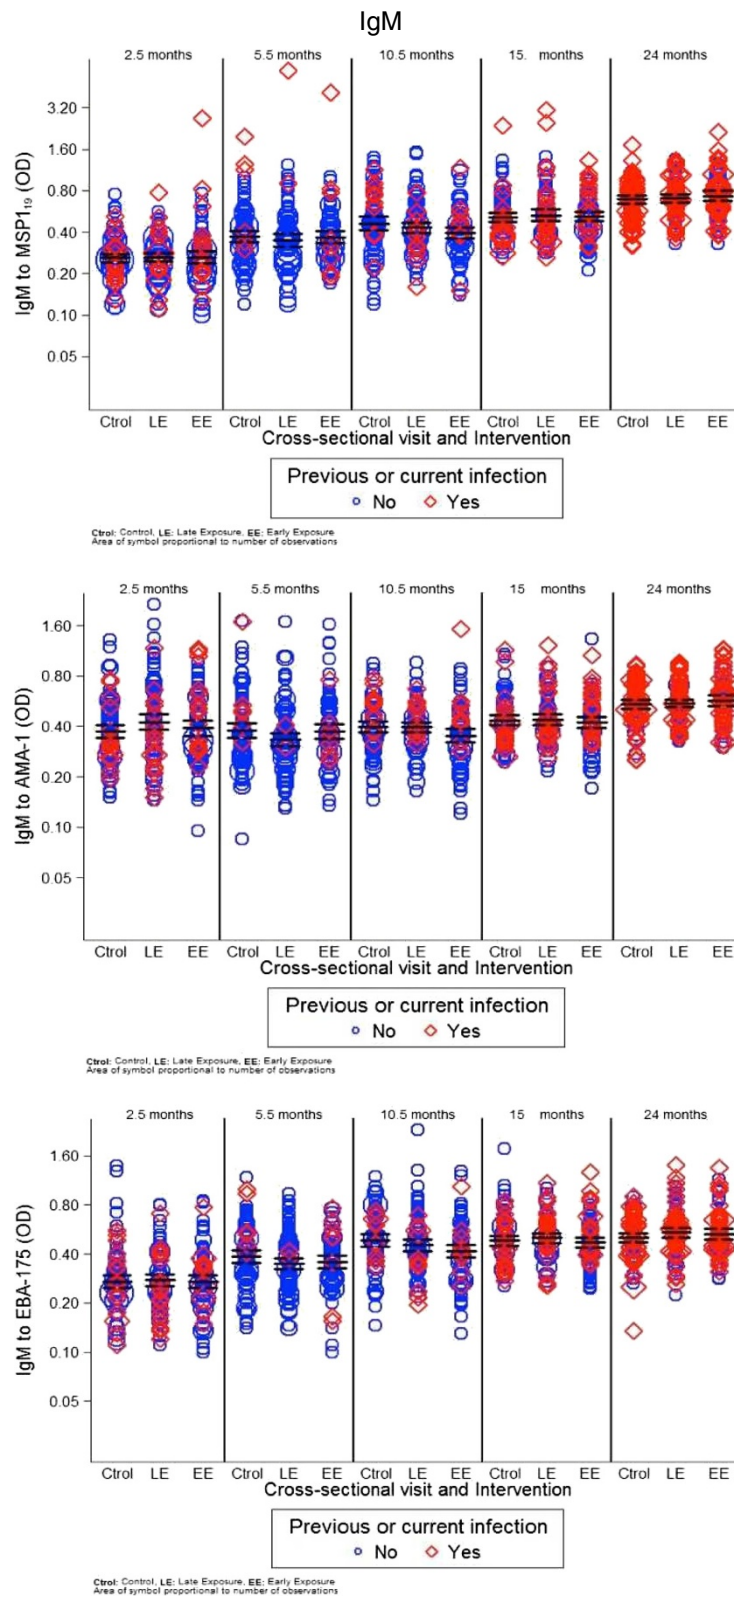 IgM
2.5 months 5.5 months 10.5 months 15. months 24 months
IgM to MSP1₁₉ (OD)
3.20
1.60
0.80
0.40
0.20
0.10
0.05
Ctrol LE EE Ctrol LE EE Ctrol LE EE Ctrol LE EE Ctrol LE EE
Cross-sectional visit and Intervention
Previous or current infection
No Yes
Ctrol: Control, LE: Late Exposure, EE: Early Exposure
Area of symbol proportional to number of observations
2.5 months 5.5 months 10.5 months 15 months 24 months
IgM to AMA-1 (OD)
1.60
0.80
0.40
0.20
0.10
0.05
Ctrol LE EE Ctrol LE EE Ctrol LE EE Ctrol LE EE Ctrol LE EE
Cross-sectional visit and Intervention
Previous or current infection
No Yes
Ctrol: Control, LE: Late Exposure, EE: Early Exposure
Area of symbol proportional to number of observations
2.5 months 5.5 months 10.5 months 15 months 24 months
IgM to EBA-175 (OD)
1.60
0.80
0.40
0.20
0.10
0.05
Ctrol LE EE Ctrol LE EE Ctrol LE EE Ctrol LE EE Ctrol LE EE
Cross-sectional visit and Intervention
Previous or current infection
No Yes
Ctrol: Control, LE: Late Exposure, EE: Early Exposure
Area of symbol proportional to number of observations